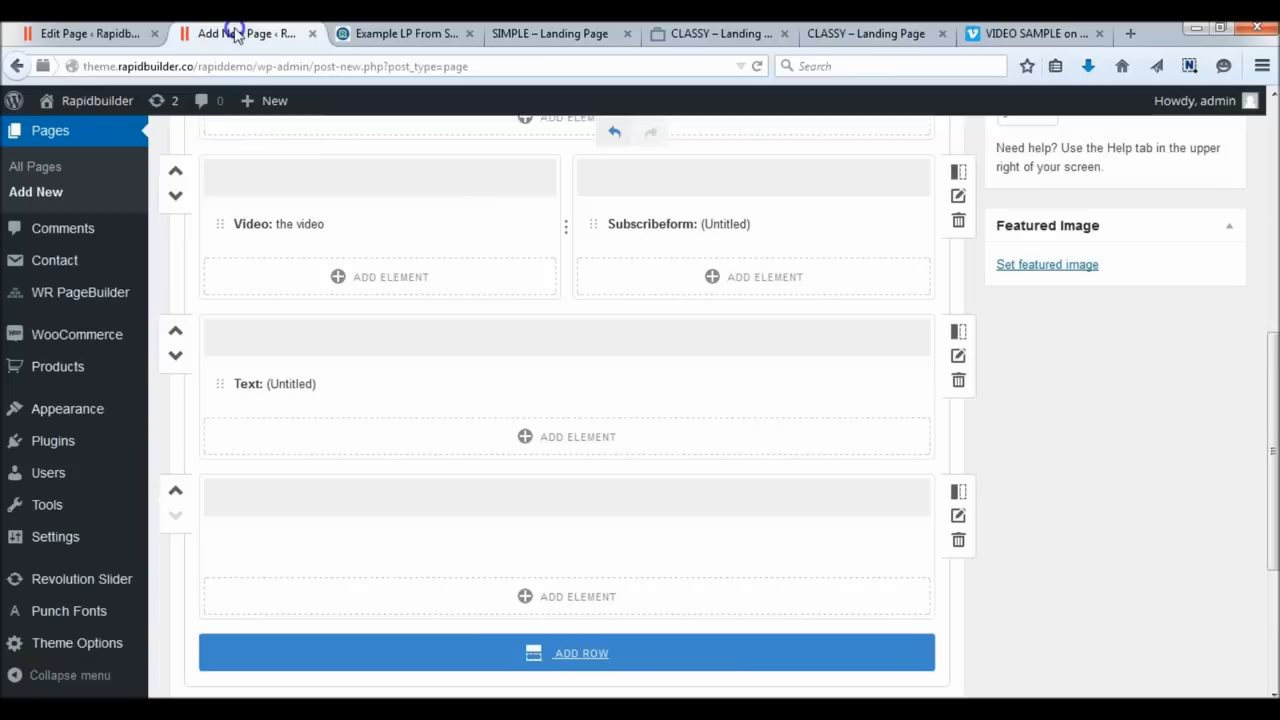 Edit Page ‹ Rapidb...
Add New Page ‹ R...
Example LP From S...
SIMPLE – Landing Page
CLASSY – Landing ...
CLASSY – Landing Page
VIDEO SAMPLE on ...
theme.rapidbuilder.co/rapiddemo/wp-admin/post-new.php?post_type=page
Search
Rapidbuilder
2
0
New
Howdy, admin
Pages
All Pages
Add New
Comments
Contact
WR PageBuilder
WooCommerce
Products
Appearance
Plugins
Users
Tools
Settings
Revolution Slider
Punch Fonts
Theme Options
Collapse menu
Video: the video
Subscribeform: (Untitled)
ADD ELEMENT
ADD ELEMENT
Text: (Untitled)
ADD ELEMENT
ADD ELEMENT
ADD ROW
Need help? Use the Help tab in the upper
right of your screen.
Featured Image
Set featured image